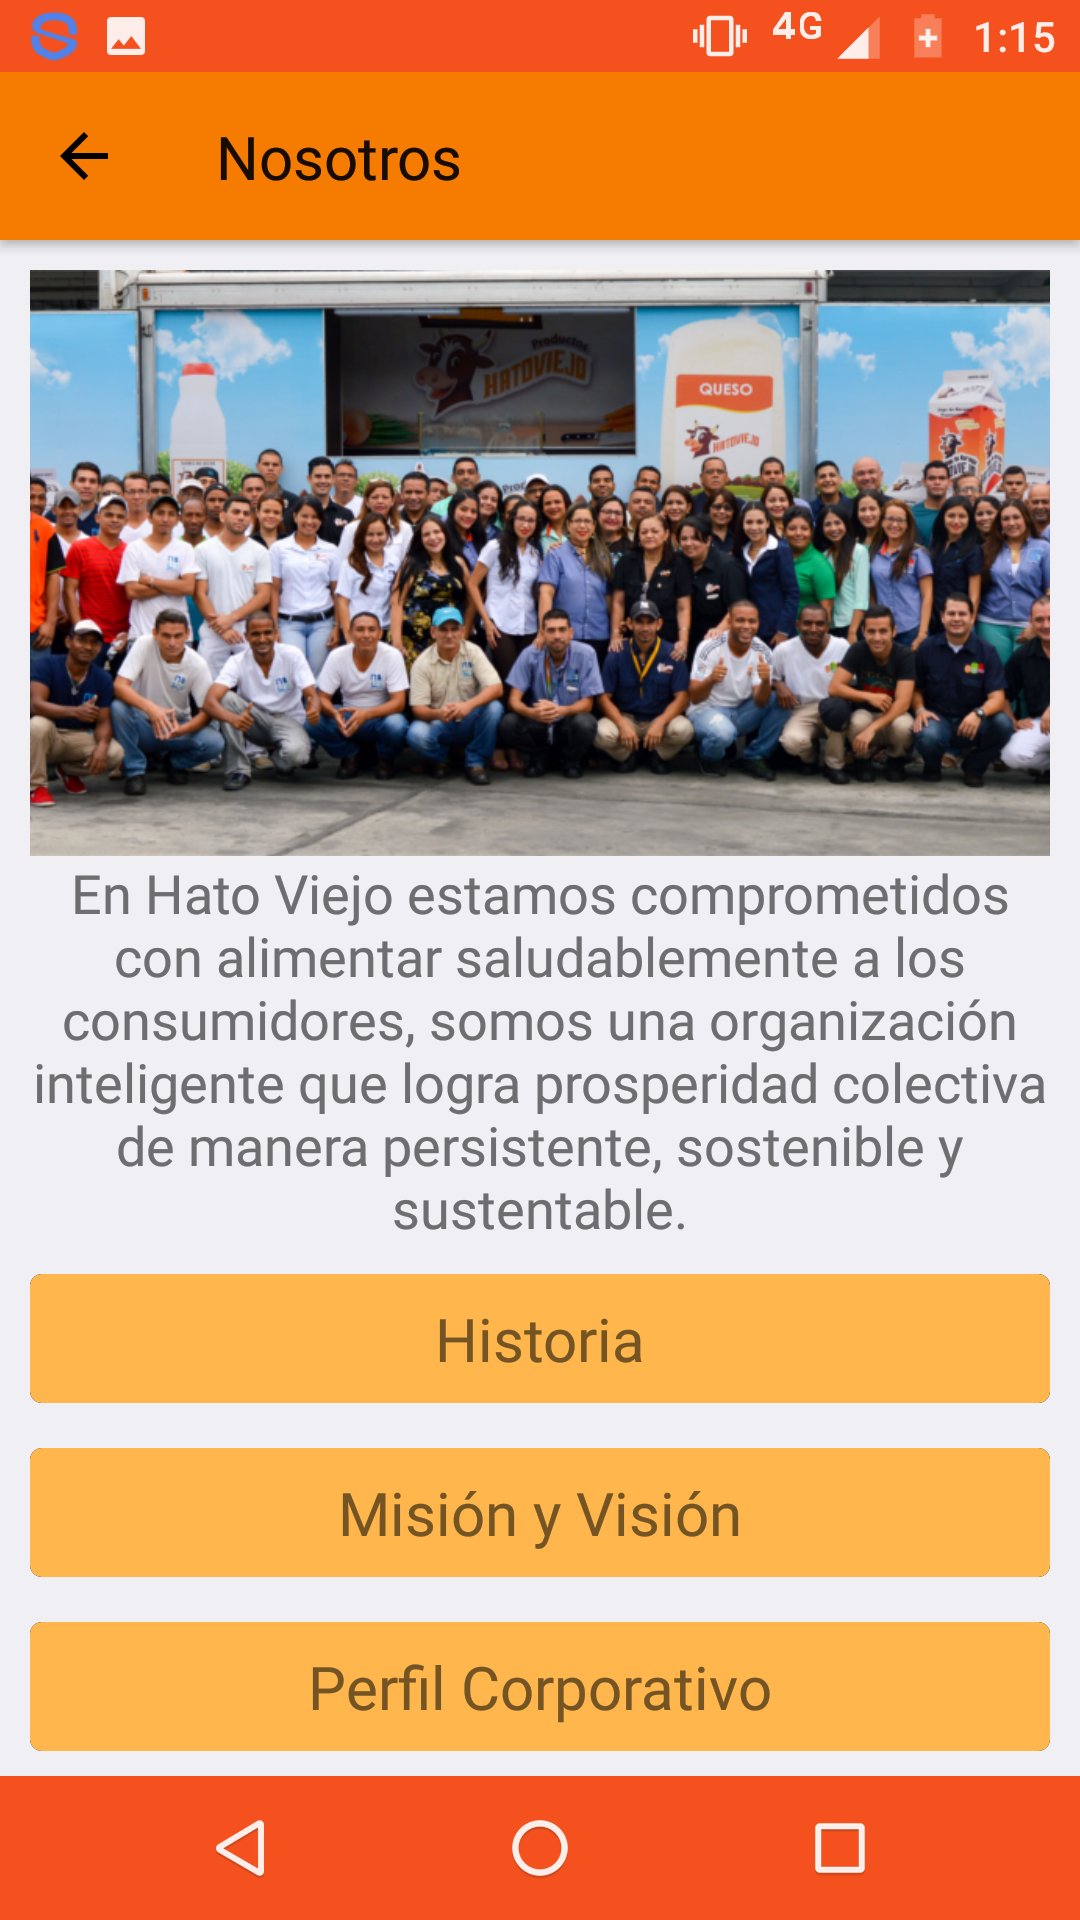 4G
1:15
Nosotros
Productos
HATOVIEJO
QUESO
HATOVIEJO
En Hato Viejo estamos comprometidos
con alimentar saludablemente a los
consumidores, somos una organización
inteligente que logra prosperidad colectiva
de manera persistente, sostenible y
sustentable.
Historia
Misión y Visión
Perfil Corporativo